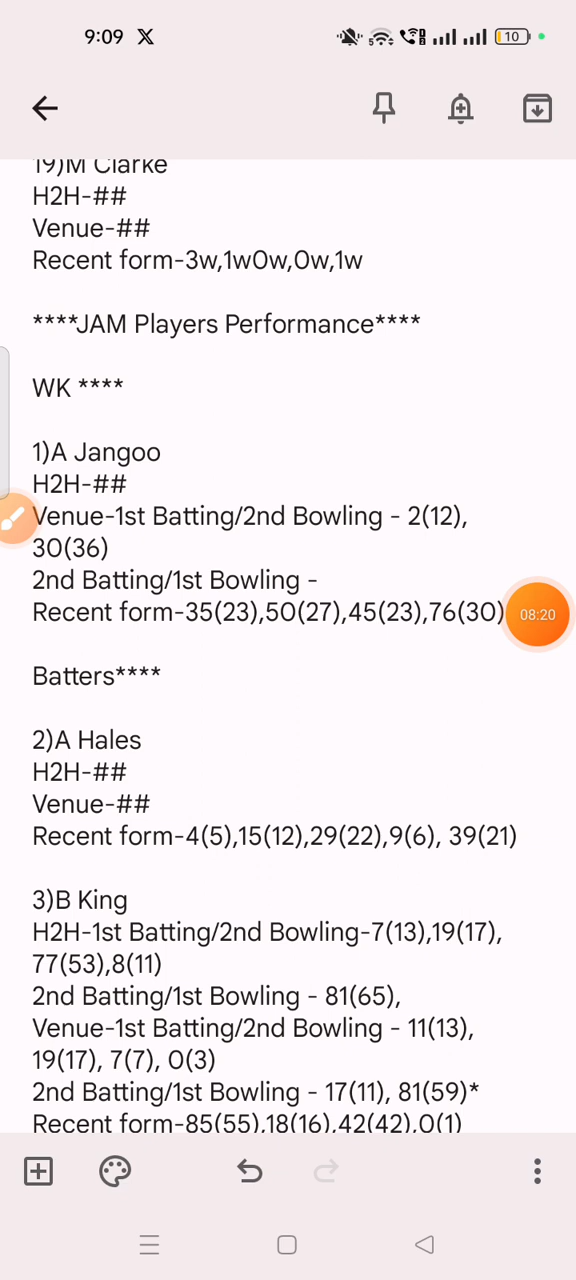 9:09 X
10
19)M Clarke
H2H-##
Venue-##
Recent form-3w,1w0w,0w,1w
****JAM Players Performance****
WK ****
1)A Jangoo
H2H-##
Venue-1st Batting/2nd Bowling - 2(12),
30(36)
2nd Batting/1st Bowling -
Recent form-35(23),50(27),45(23),76(30)
08:20
Batters****
2)A Hales
H2H-##
Venue-##
Recent form-4(5),15(12),29(22),9(6), 39(21)
3)B King
H2H-1st Batting/2nd Bowling-7(13),19(17),
77(53),8(11)
2nd Batting/1st Bowling - 81(65),
Venue-1st Batting/2nd Bowling - 11(13),
19(17), 7(7), 0(3)
2nd Batting/1st Bowling - 17(11), 81(59)*
Recent form-85(55),18(16),42(42),0(1)